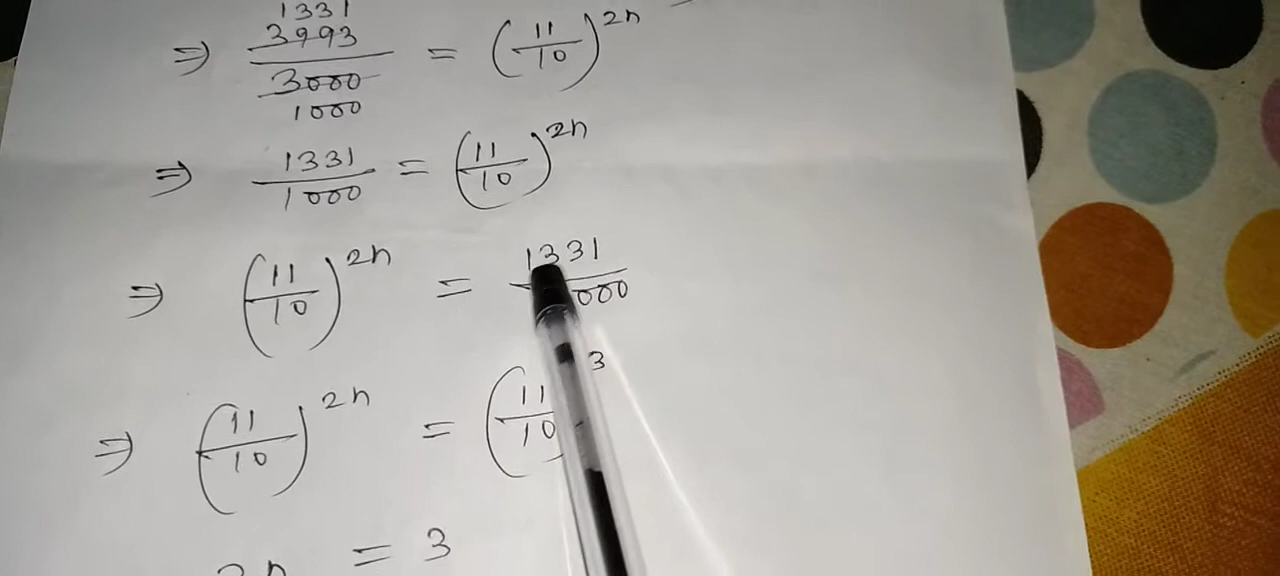 1331
⇒ 3993/3000 = (11/10)^2n
1000
⇒ 1331/1000 = (11/10)^2n
⇒ (11/10)^2n = 1331/000
⇒ (11/10)^2n = (11/10 3
2n = 3